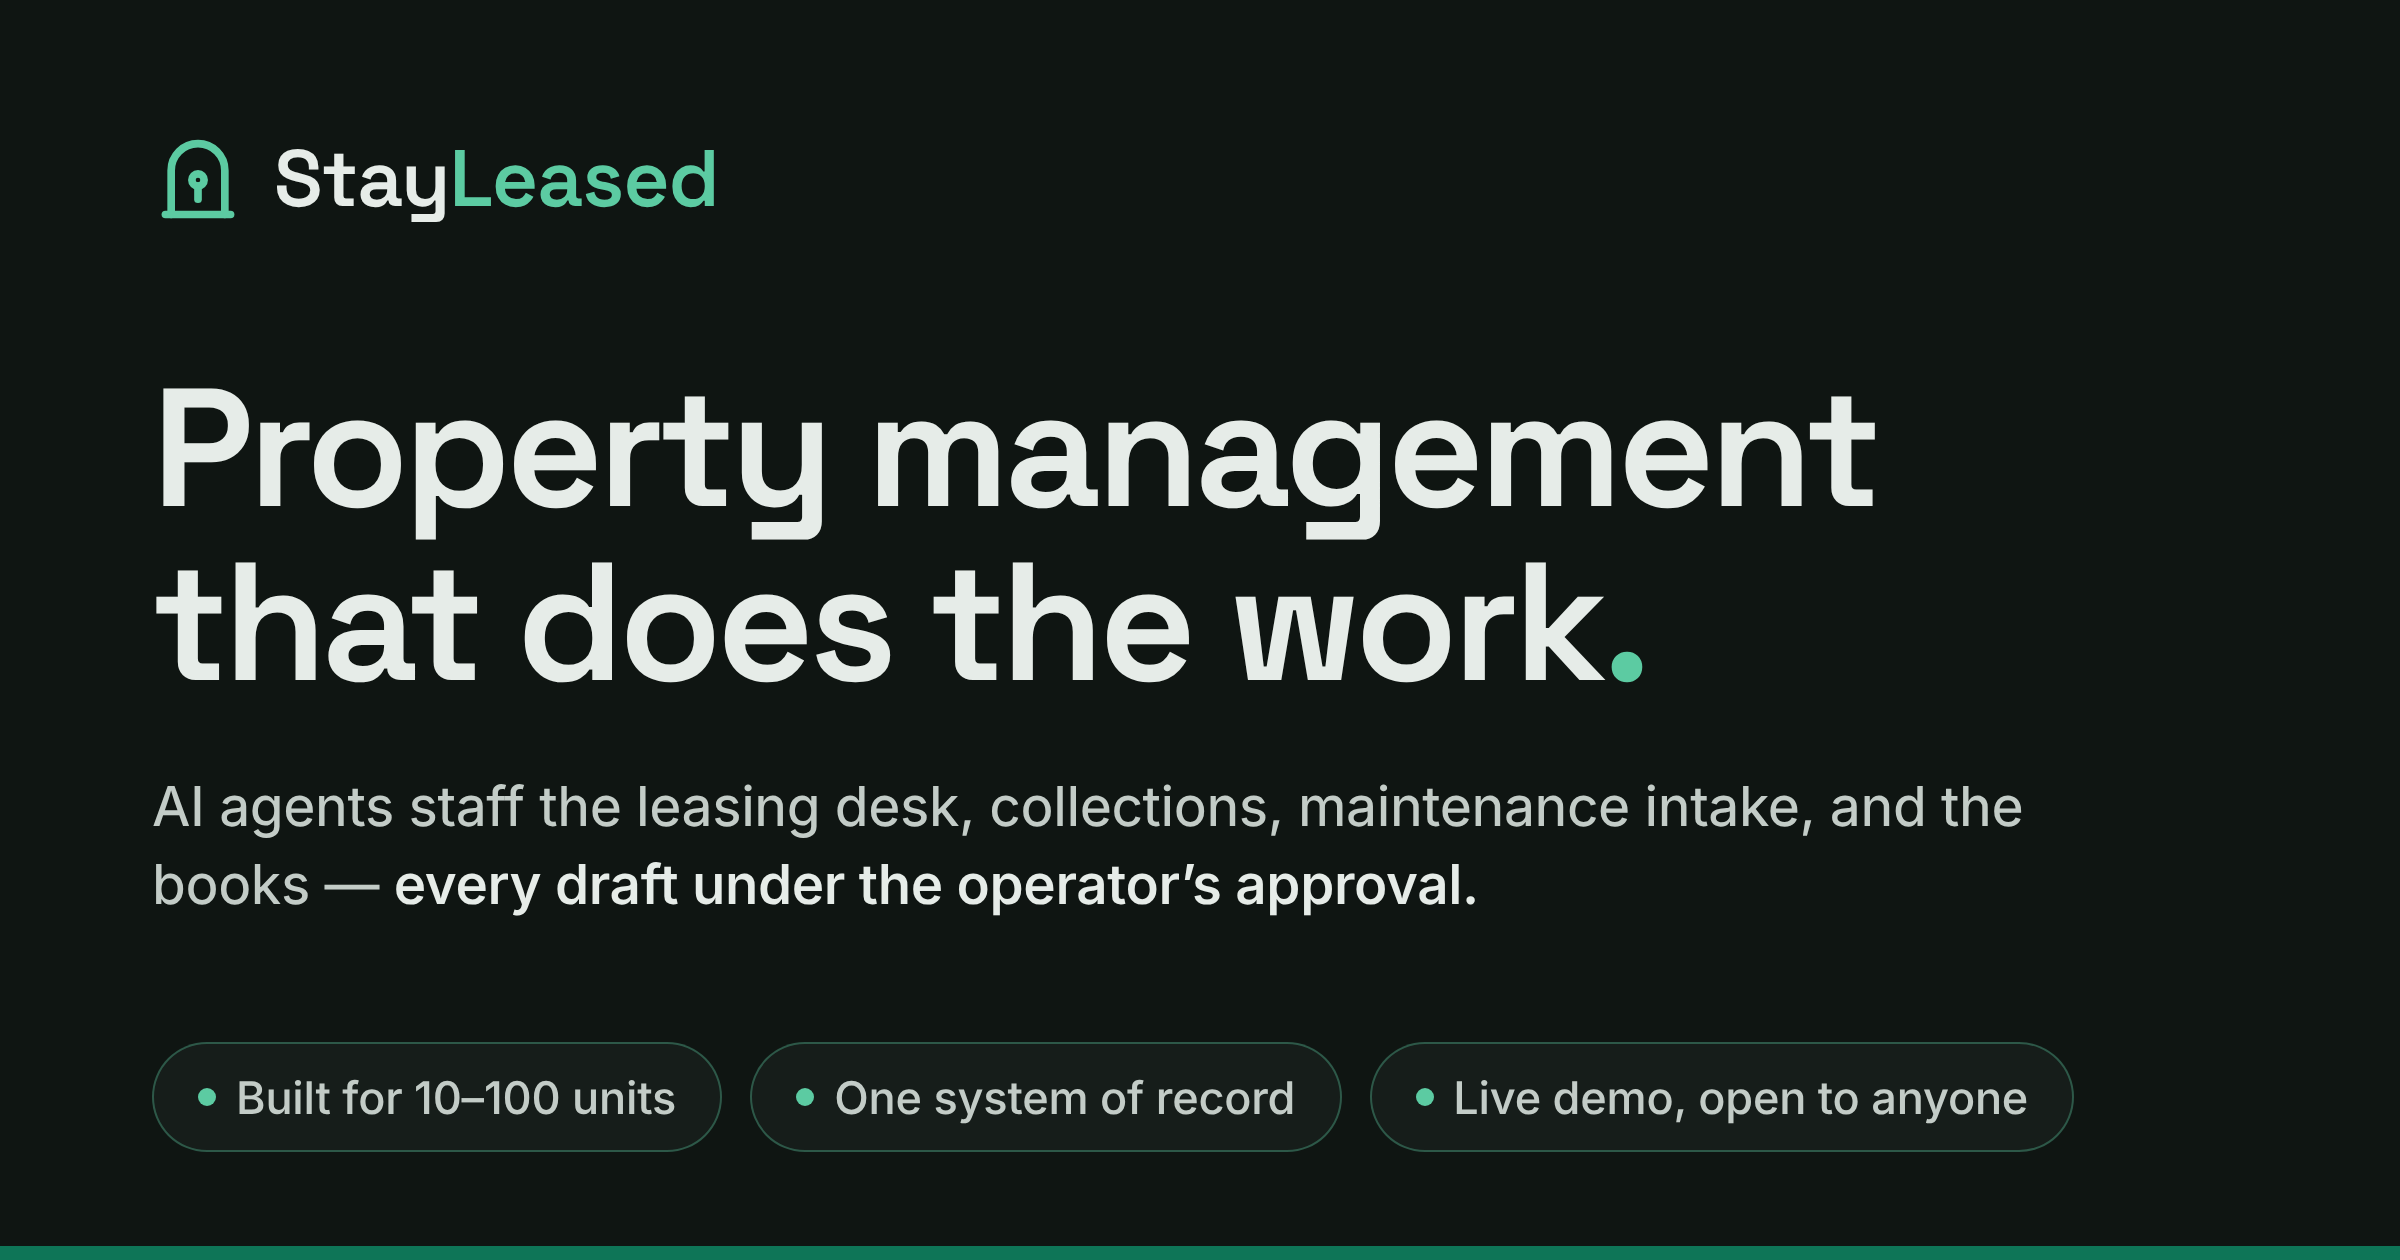 StayLeased
Property management
that does the work.
AI agents staff the leasing desk, collections, maintenance intake, and the
books — every draft under the operator’s approval.
Built for 10–100 units
One system of record
Live demo, open to anyone